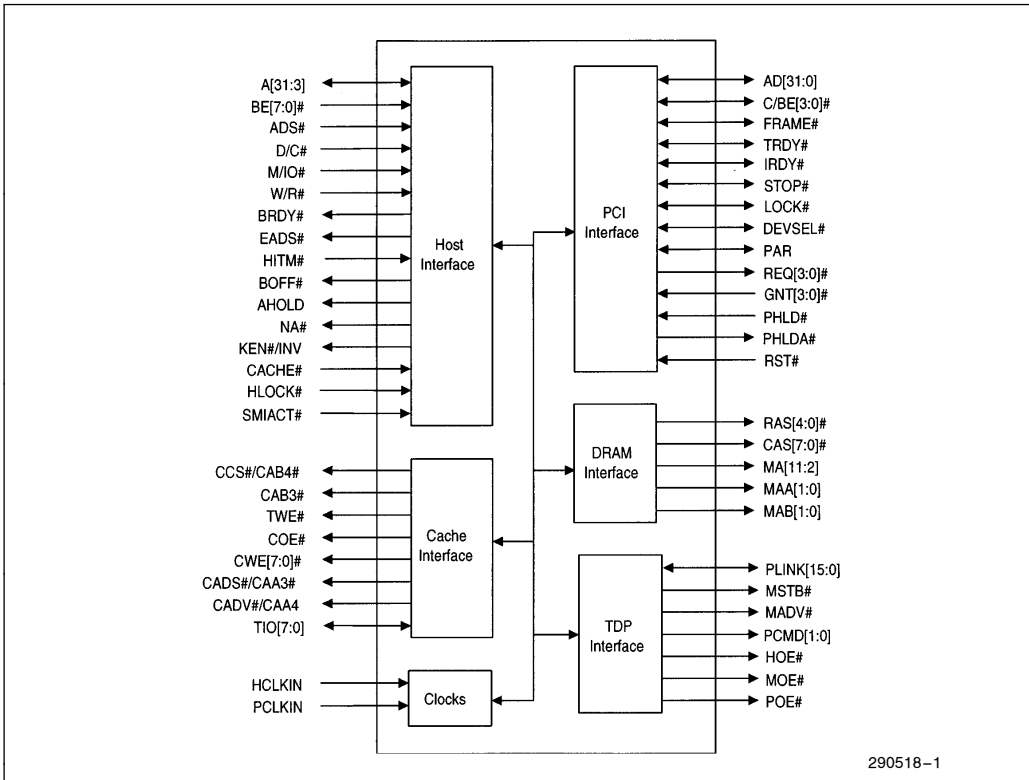 A[31:3]
BE[7:0]#
ADS#
D/C#
M/IO#
W/R#
BRDY#
EADS#
HITM#
BOFF#
AHOLD
NA#
KEN#/INV
CACHE#
HLOCK#
SMIACT#
Host
Interface
CCS#/CAB4#
CAB3#
TWE#
COE#
CWE[7:0]#
CADS#/CAA3#
CADV#/CAA4
TIO[7:0]
Cache
Interface
HCLKIN
PCLKIN
Clocks
PCI
Interface
AD[31:0]
C/BE[3:0]#
FRAME#
TRDY#
IRDY#
STOP#
LOCK#
DEVSEL#
PAR
REQ[3:0]#
GNT[3:0]#
PHLD#
PHLDA#
RST#
DRAM
Interface
RAS[4:0]#
CAS[7:0]#
MA[11:2]
MAA[1:0]
MAB[1:0]
TDP
Interface
PLINK[15:0]
MSTB#
MADV#
PCMD[1:0]
HOE#
MOE#
POE#
290518–1